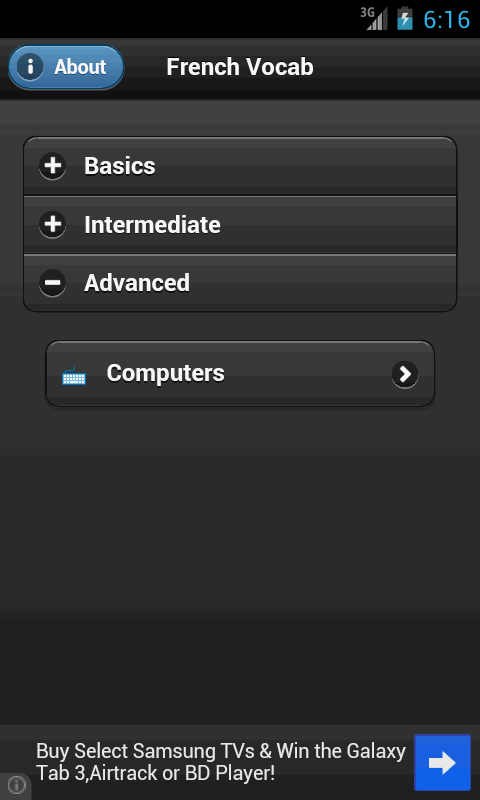 3G 6:16
About French Vocab
Basics
Intermediate
Advanced
Computers
Buy Select Samsung TVs & Win the Galaxy
Tab 3,Airtrack or BD Player!